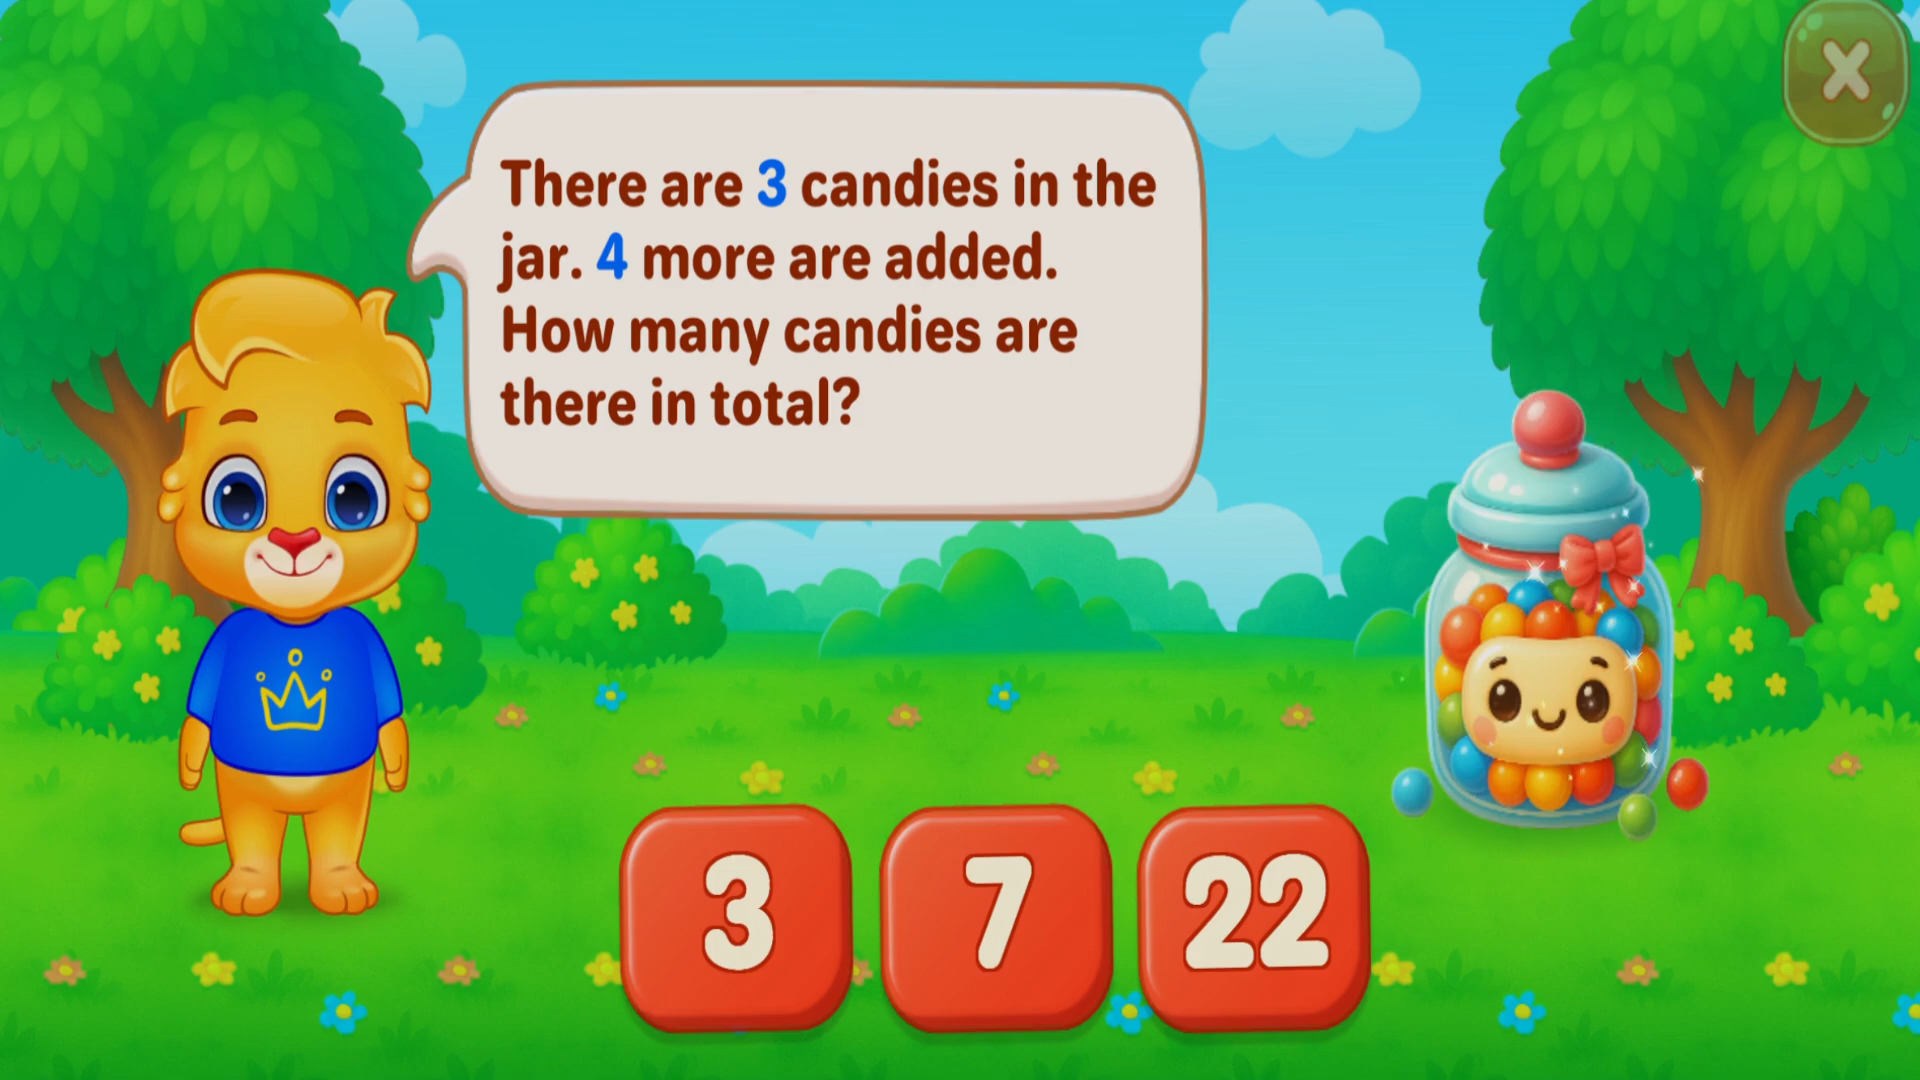 There are 3 candies in the
jar. 4 more are added.
How many candies are
there in total?
3 7 22